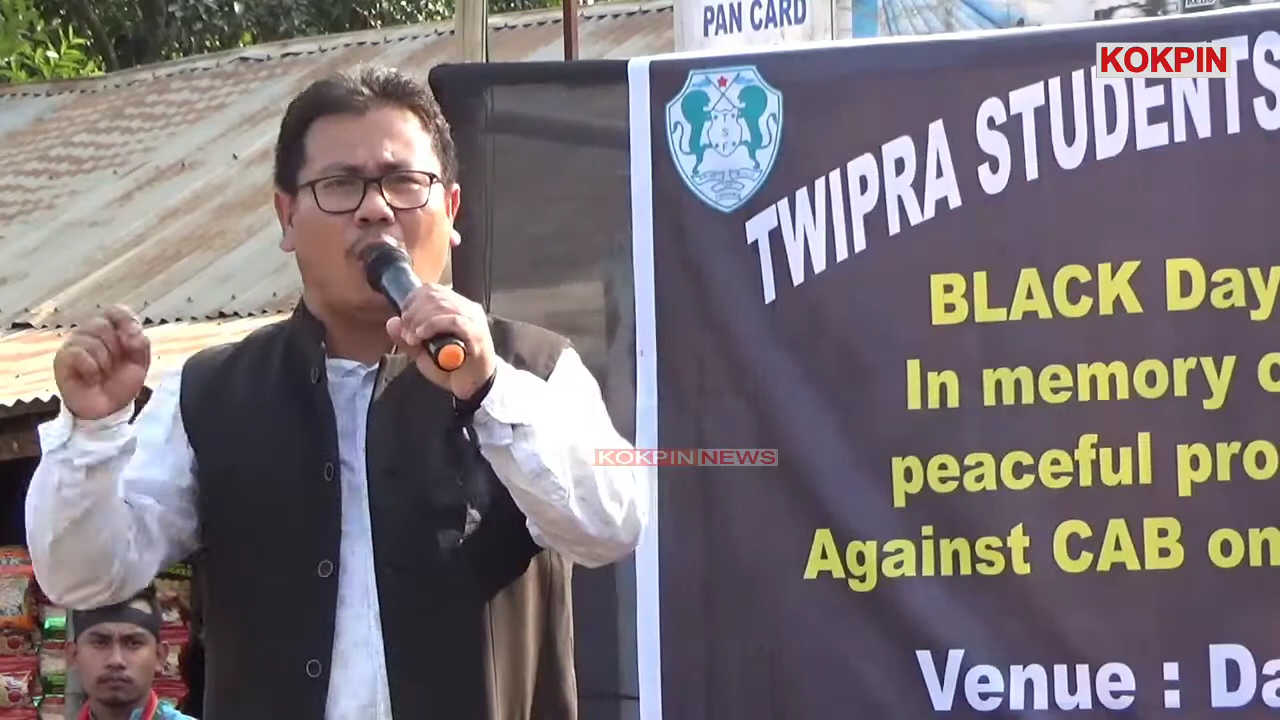 PAN CARD
KOKPIN
TWIPRA STUDENTS
BLACK Day
In memory
peaceful pro
Against CAB on
Venue : Da
KOKPIN NEWS
T
S F